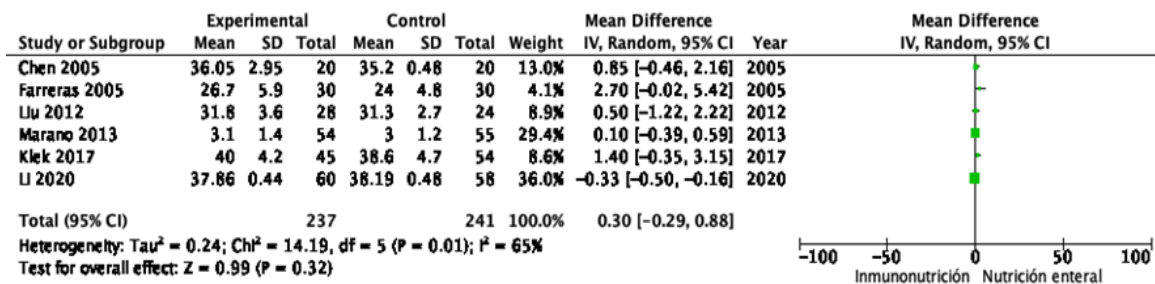 Experimental Control Mean Difference Mean Difference
Study or Subgroup Mean SD Total Mean SD Total Weight IV, Random, 95% CI Year IV, Random, 95% CI
Chen 2005 36.05 2.95 20 35.2 0.48 20 13.0% 0.85 [-0.46, 2.16] 2005
Farreras 2005 26.7 5.9 30 24 4.8 30 4.1% 2.70 [-0.02, 5.42] 2005
Liu 2012 31.8 3.6 28 31.3 2.7 24 8.9% 0.50 [-1.22, 2.22] 2012
Marano 2013 3.1 1.4 54 3 1.2 55 29.4% 0.10 [-0.39, 0.59] 2013
Klek 2017 40 4.2 45 38.6 4.7 54 8.6% 1.40 [-0.35, 3.15] 2017
Li 2020 37.86 0.44 60 38.19 0.48 58 36.0% -0.33 [-0.50, -0.16] 2020
Total (95% CI) 237 241 100.0% 0.30 [-0.29, 0.88]
Heterogeneity: Tau² = 0.24; Chi² = 14.19, df = 5 (P = 0.01); I² = 65%
Test for overall effect: Z = 0.99 (P = 0.32)
-100 -50 0 50 100
Inmunonutrición Nutrición enteral